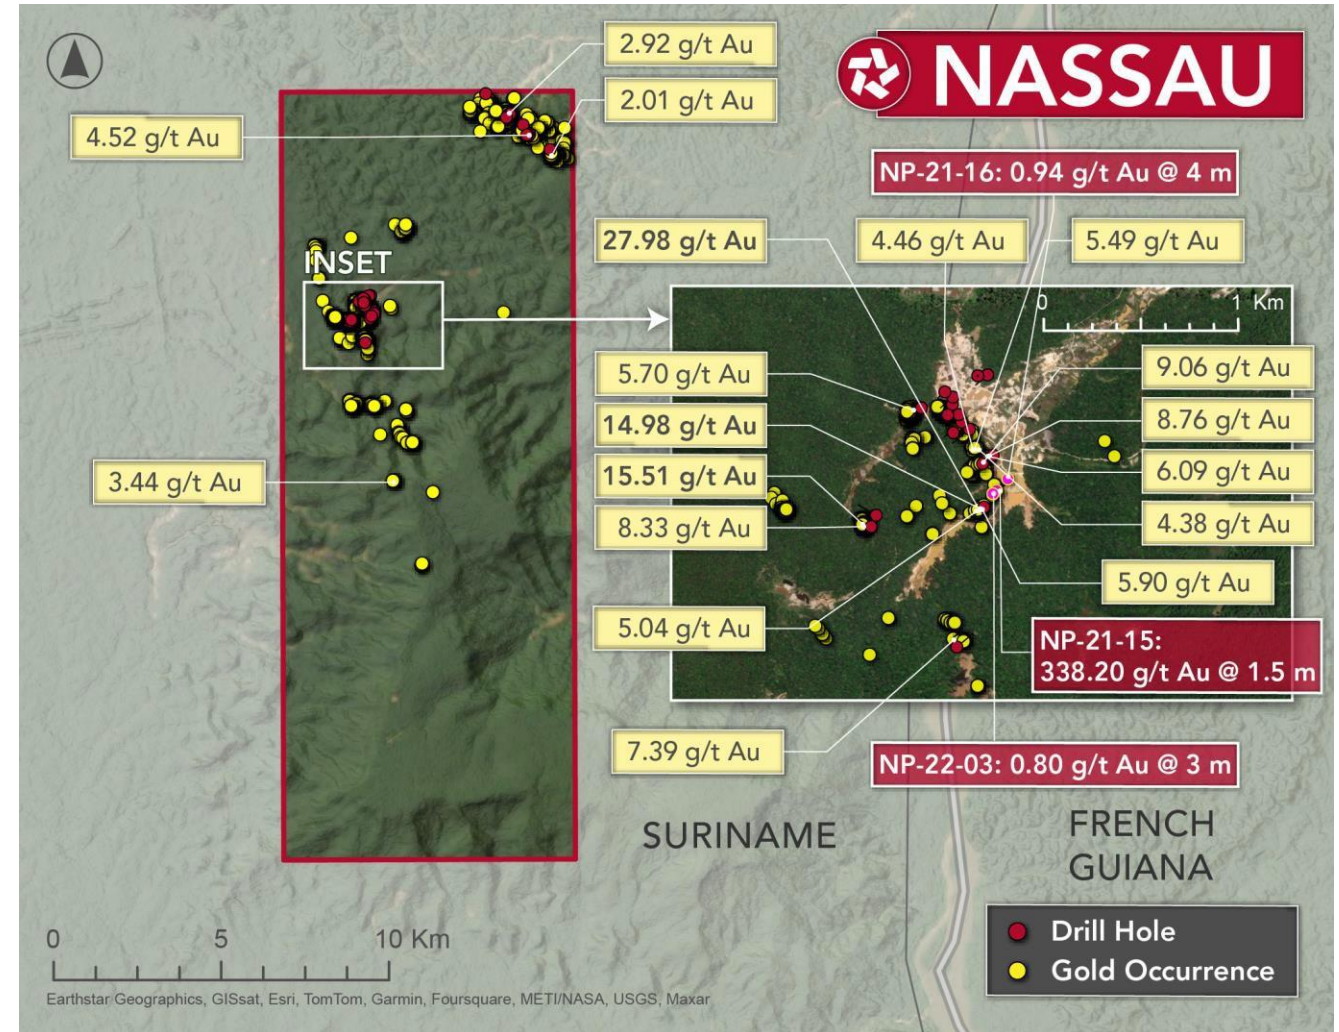 NASSAU
2.92 g/t Au
2.01 g/t Au
4.52 g/t Au
NP-21-16: 0.94 g/t Au @ 4 m
27.98 g/t Au
4.46 g/t Au
5.49 g/t Au
INSET
0 1 Km
5.70 g/t Au
9.06 g/t Au
14.98 g/t Au
8.76 g/t Au
15.51 g/t Au
6.09 g/t Au
3.44 g/t Au
8.33 g/t Au
4.38 g/t Au
5.90 g/t Au
5.04 g/t Au
NP-21-15:
338.20 g/t Au @ 1.5 m
7.39 g/t Au
NP-22-03: 0.80 g/t Au @ 3 m
SURINAME
FRENCH
GUIANA
Drill Hole
Gold Occurrence
0 5 10 Km
Earthstar Geographics, GISsat, Esri, TomTom, Garmin, Foursquare, METI/NASA, USGS, Maxar